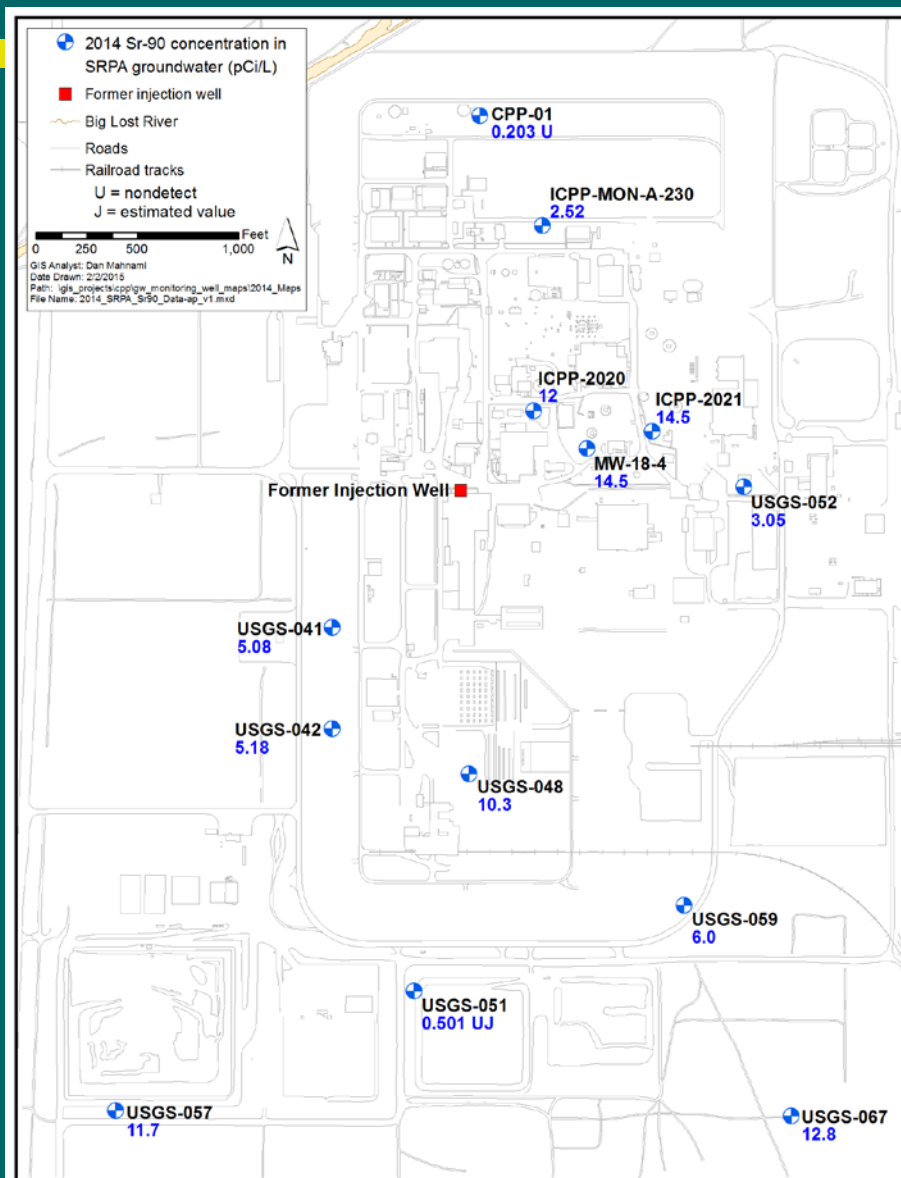 2014 Sr-90 concentration in
SRPA groundwater (pCi/L)
Former injection well
Big Lost River
Roads
Railroad tracks
U = nondetect
J = estimated value
Feet
0 250 500 1,000
N
GIS Analyst: Dan Mahnami
Date Drawn: 2/2/2015
Path: \gis_projects\cpp\gw_monitoring_well_maps\2014_Maps
File Name: 2014_SRPA_Sr90_Data-ap_v1.mxd
CPP-01
0.203 U
ICPP-MON-A-230
2.52
ICPP-2020
12
ICPP-2021
14.5
MW-18-4
14.5
Former Injection Well
USGS-052
3.05
USGS-041
5.08
USGS-042
5.18
USGS-048
10.3
USGS-059
6.0
USGS-051
0.501 UJ
USGS-057
11.7
USGS-067
12.8